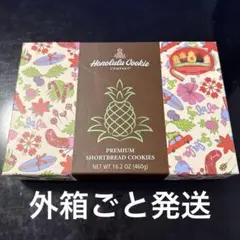 Honolulu Cookie
COMPANY
PREMIUM
SHORTBREAD COOKIES
NET WT 16.2 OZ (460g)
外箱ごと発送